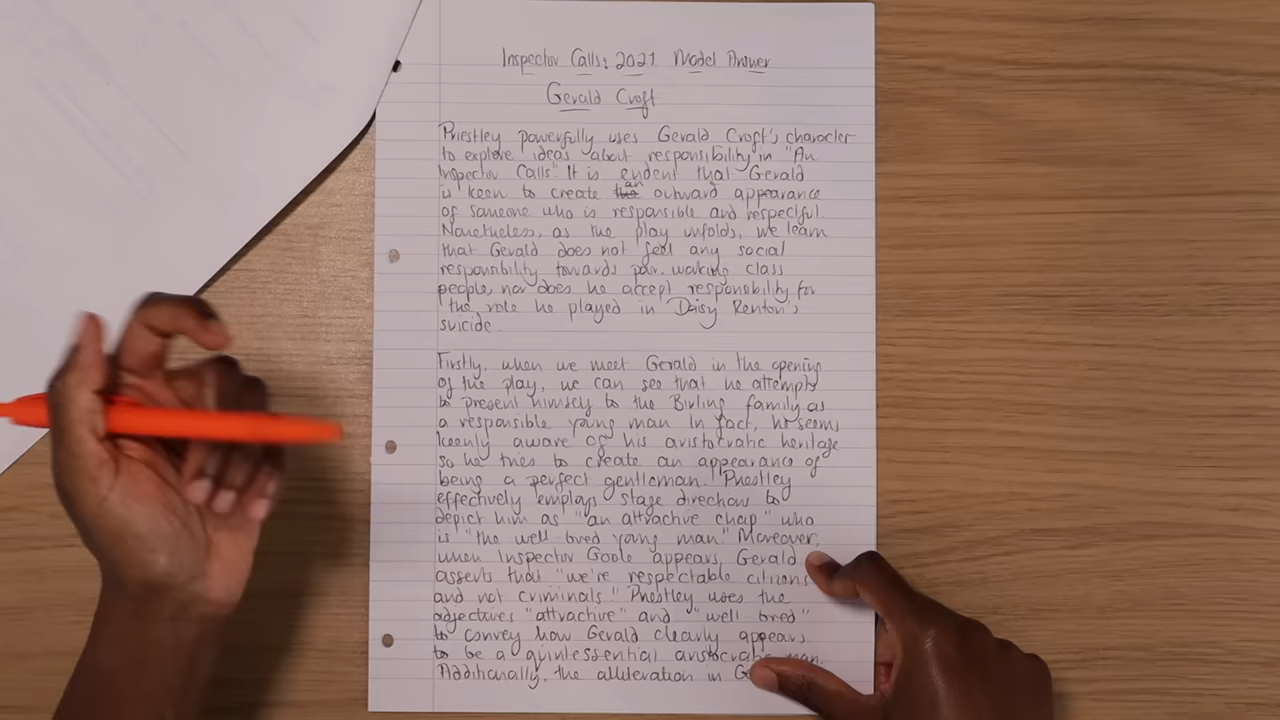 Inspector Calls: 2021 Model Answer
Gerald Croft
Priestley powerfully uses Gerald Croft's character
to explore ideas about responsibility in "An
Inspector Calls". It is evident that Gerald
is keen to create an outward appearance
of someone who is responsible and respectful.
Nonetheless, as the play unfolds, we learn
that Gerald does not feel any social
responsibility towards poor, working class
people, nor does he accept responsibility for
the role he played in Daisy Renton's
suicide.
Firstly, when we meet Gerald in the opening
of the play, we can see that he attempts
to present himself to the Birling family as
a responsible young man. In fact, he seems
keenly aware of his aristocratic heritage
so he tries to create an appearance of
being a perfect gentleman. Priestley
effectively employs stage directions to
depict him as "an attractive chap" who
is "the well bred young man" Moreover,
when Inspector Goole appears, Gerald
asserts that "we're respectable citizens
and not criminals" Priestley uses the
adjectives "attractive" and "well bred"
to convey how Gerald clearly appears
to be a quintessential aristocratic man.
Additionally, the alliteration in